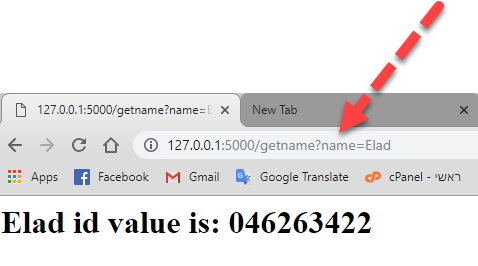 127.0.0.1:5000/getname?name=E
New Tab
127.0.0.1:5000/getname?name=Elad
Apps Facebook Gmail Google Translate cP cPanel - ראשי
Elad id value is: 046263422